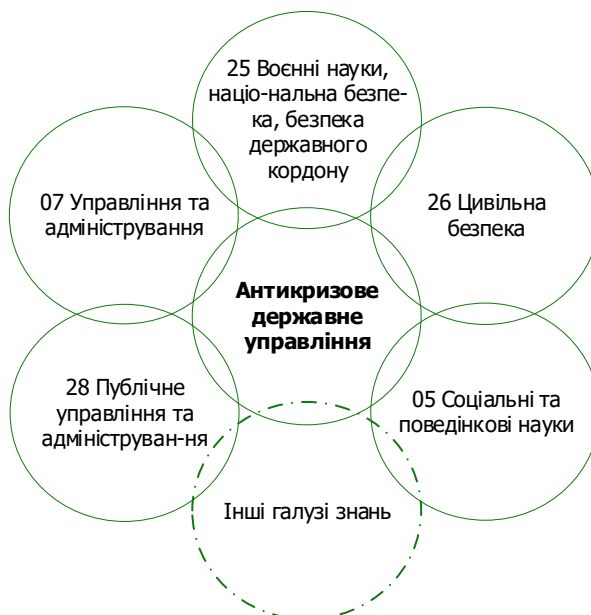 25 Воєнні науки,
націо-нальна безпе-
ка, безпека
державного
кордону
07 Управління та
адміністрування
26 Цивільна
безпека
Антикризове
державне
управління
28 Публічне
управління та
адмініструван-ня
05 Соціальні та
поведінкові науки
Інші галузі знань